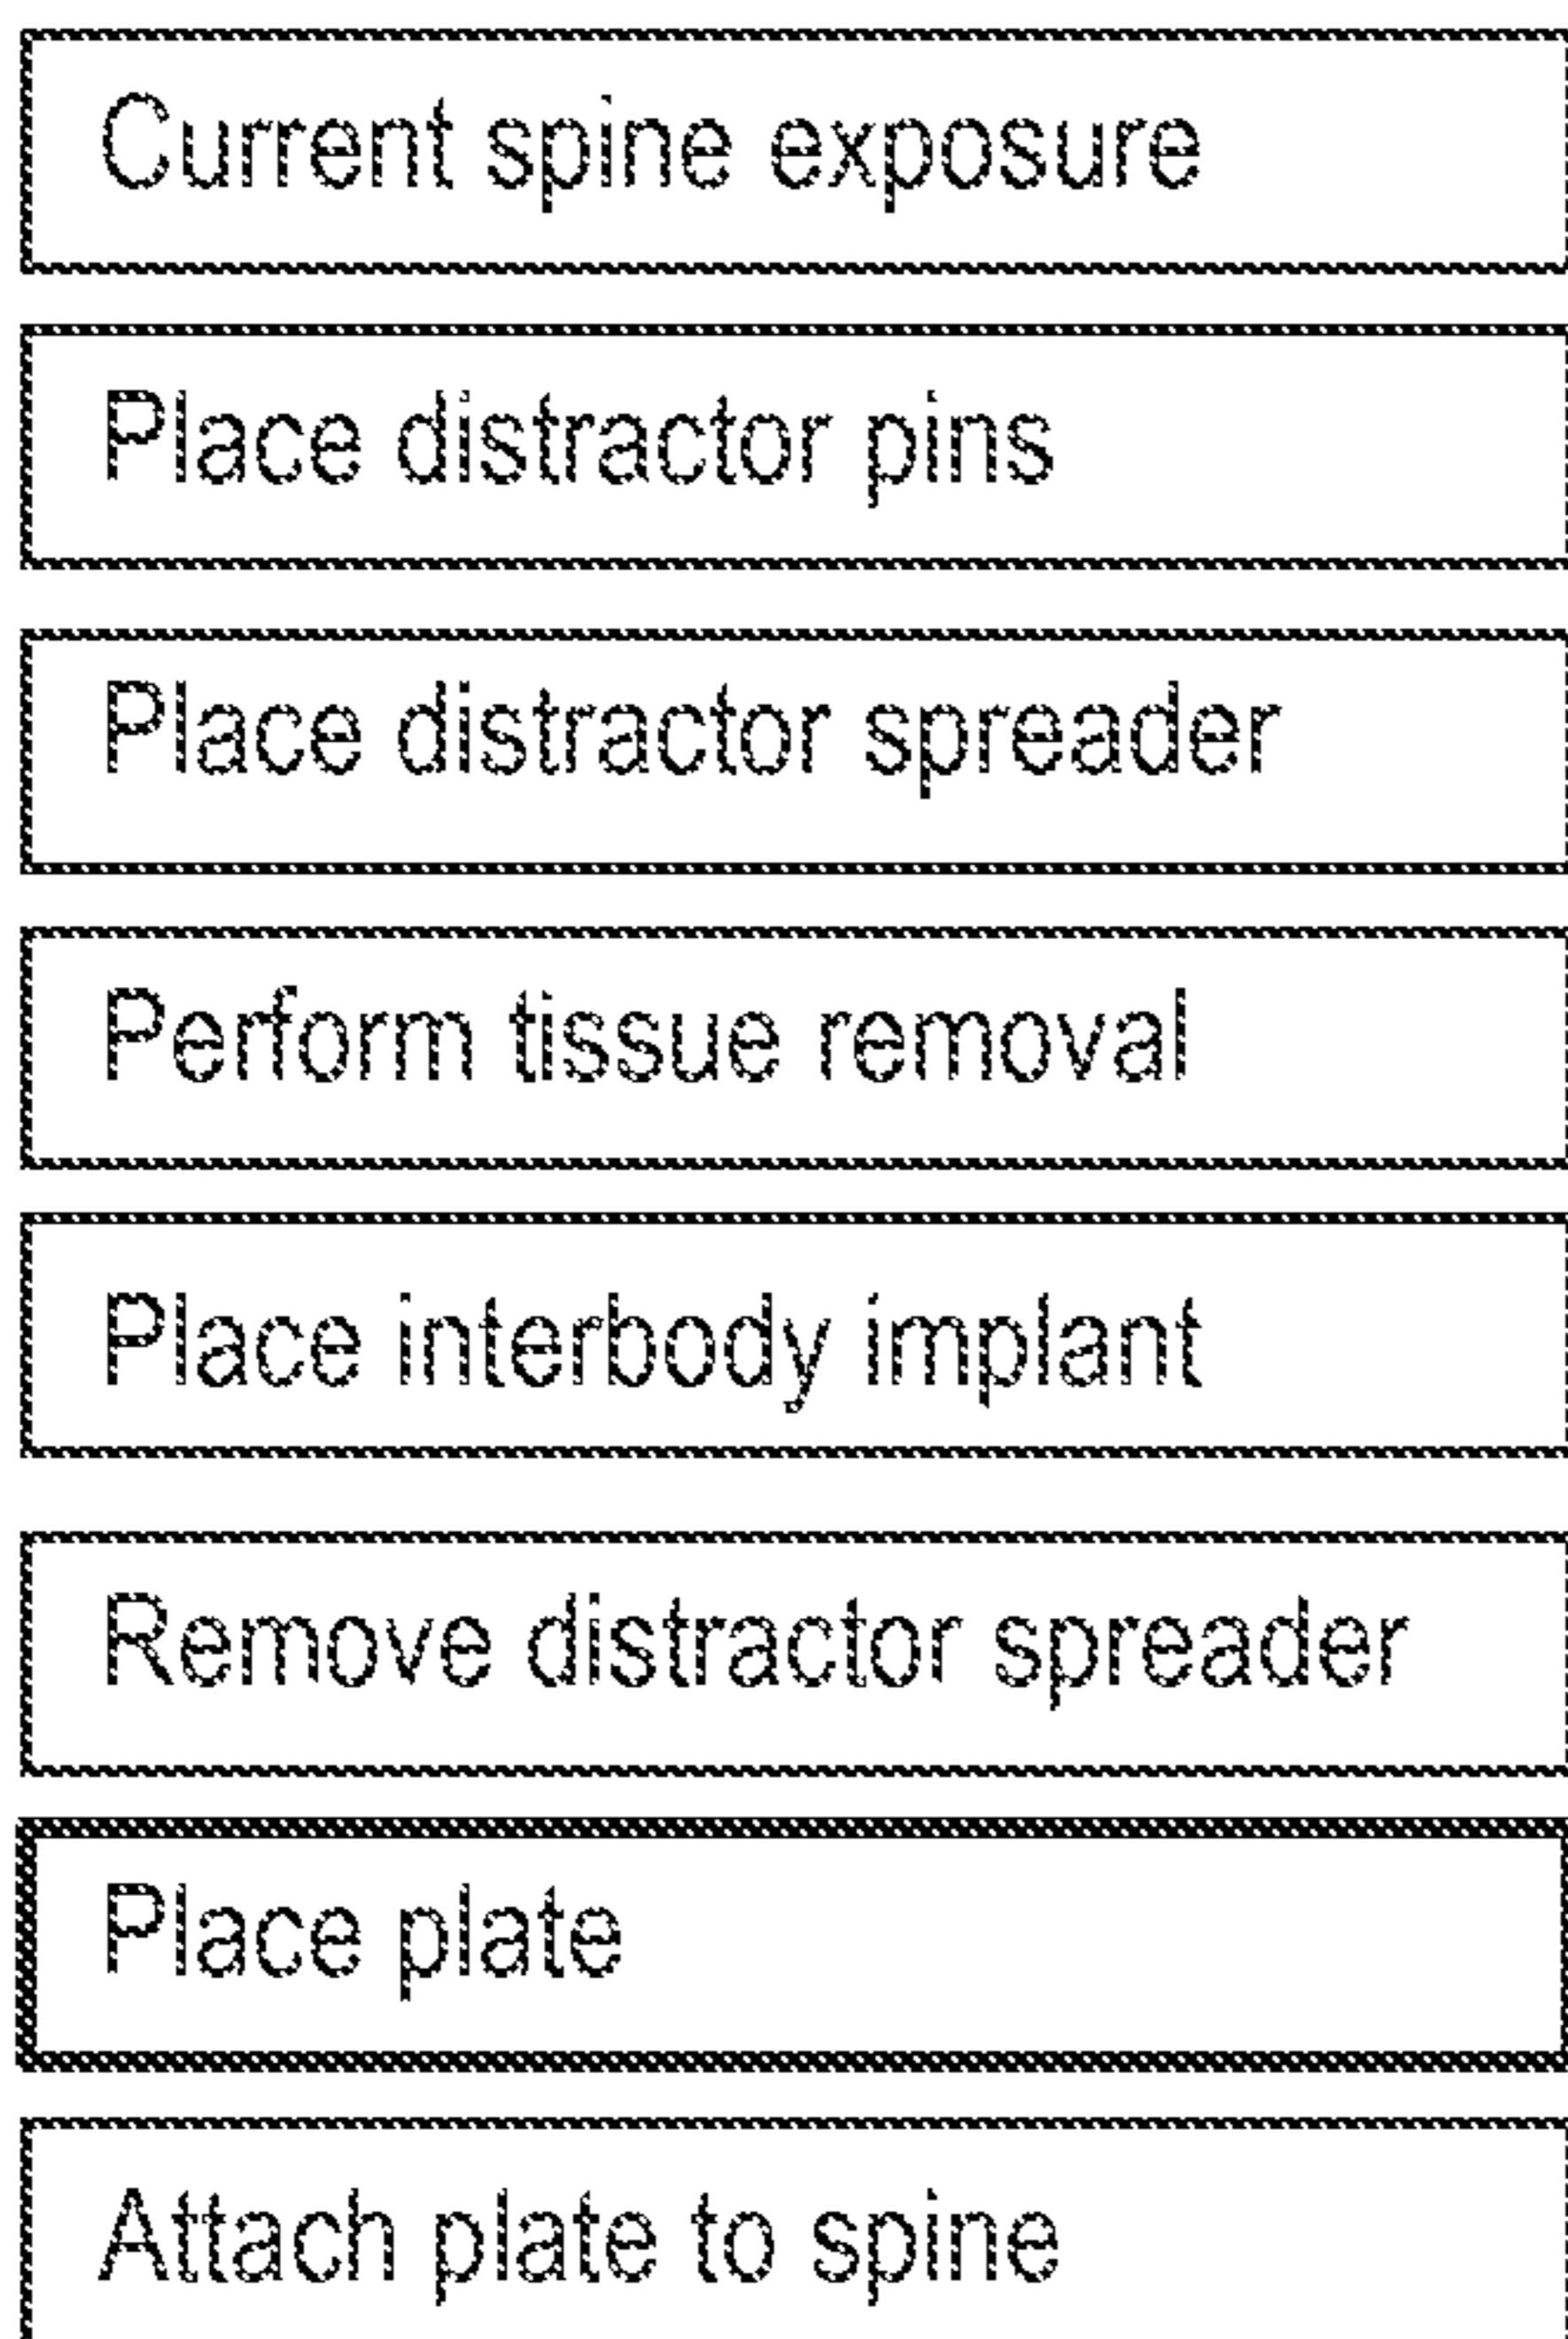 Current spine exposure
Place distractor pins
Place distractor spreader
Perform tissue removal
Place interbody implant
Remove distractor spreader
Place plate
Attach plate to spine